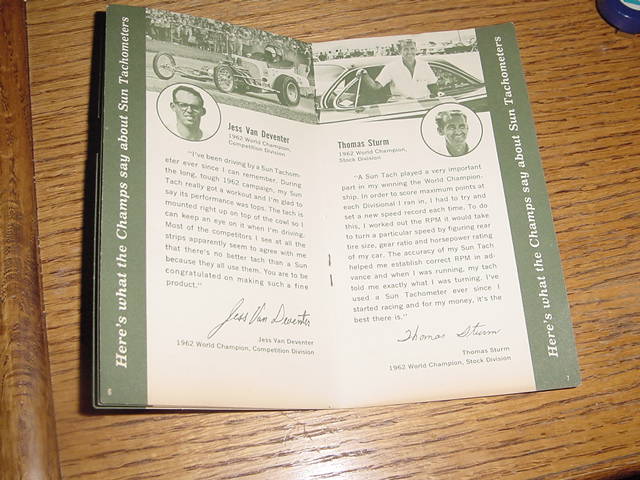 Here's what the Champs say about Sun Tachometers
Jess Van Deventer
1962 World Champion,
Competition Division
"I've been driving by a Sun Tachom-
eter ever since I can remember. During
the long, tough 1962 campaign, my Sun
Tach really got a workout and I'm glad to
say its performance was tops. The tach is
mounted right up on top of the cowl so I
can keep an eye on it when I'm driving.
Most of the competitors I see at all the
strips apparently seem to agree with me
that there's no better tach than a Sun
because they all use them. You are to be
congratulated on making such a fine
product."
Jess Van Deventer
Jess Van Deventer
1962 World Champion, Competition Division
6
Thomas Sturm
1962 World Champion,
Stock Division
"A Sun Tach played a very important
part in my winning the World Champion-
ship. In order to score maximum points at
each Divisional I ran in, I had to try and
set a new speed record each time. To do
this, I worked out the RPM it would take
to turn a particular speed by figuring rear
tire size, gear ratio and horsepower rating
of my car. The accuracy of my Sun Tach
helped me establish correct RPM in ad-
vance and when I was running, my tach
told me exactly what I was turning. I've
used a Sun Tachometer ever since I
started racing and for my money, it's the
best there is."
Thomas Sturm
Thomas Sturm
1962 World Champion, Stock Division
Here's what the Champs say about Sun Tachometers
7